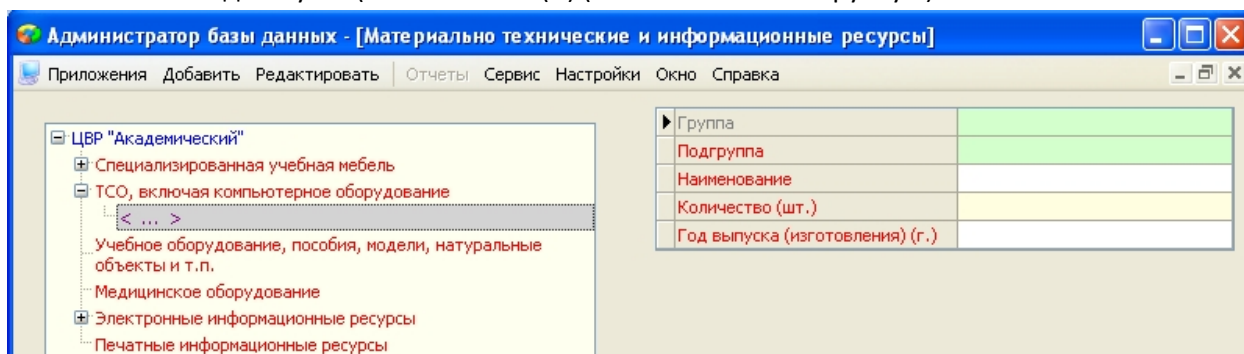 Администратор базы данных - [Материально технические и информационные ресурсы]
Приложения Добавить Редактировать Отчеты Сервис Настройки Окно Справка
ЦВР "Академический"
Специализированная учебная мебель
ТСО, включая компьютерное оборудование
< ... >
Учебное оборудование, пособия, модели, натуральные
объекты и т.п.
Медицинское оборудование
Электронные информационные ресурсы
Печатные информационные ресурсы
Группа
Подгруппа
Наименование
Количество (шт.)
Год выпуска (изготовления) (г.)